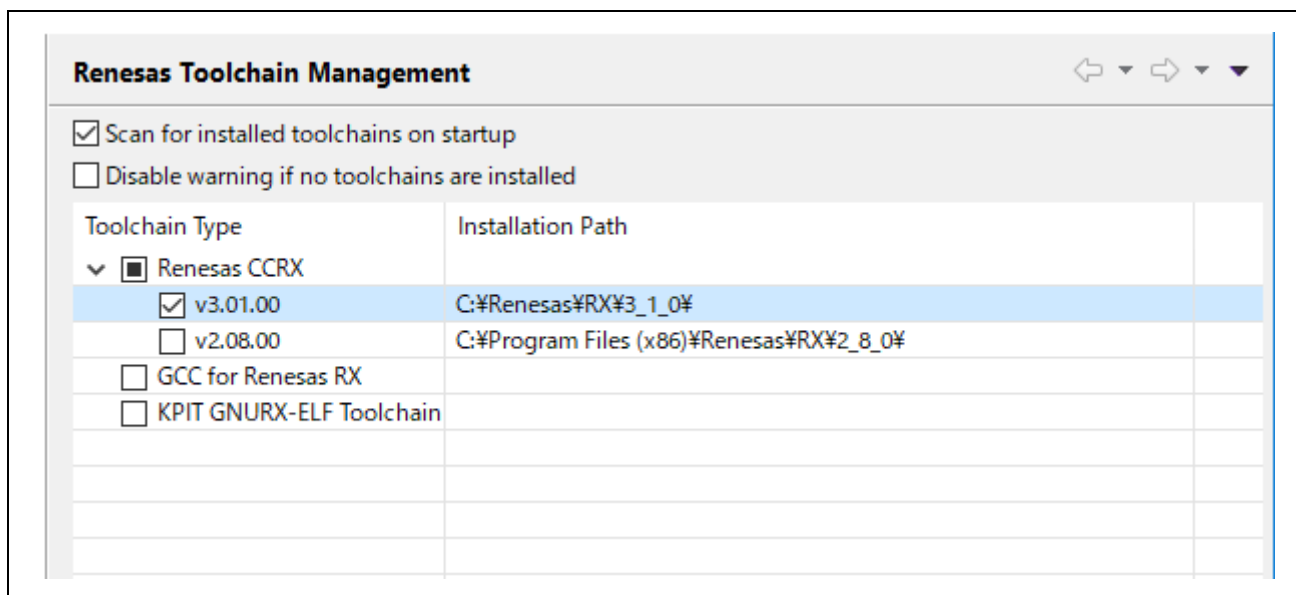 Renesas Toolchain Management
Scan for installed toolchains on startup
Disable warning if no toolchains are installed
Toolchain Type Installation Path
Renesas CCRX
v3.01.00 C:¥Renesas¥RX¥3_1_0¥
v2.08.00 C:¥Program Files (x86)¥Renesas¥RX¥2_8_0¥
GCC for Renesas RX
KPIT GNURX-ELF Toolchain